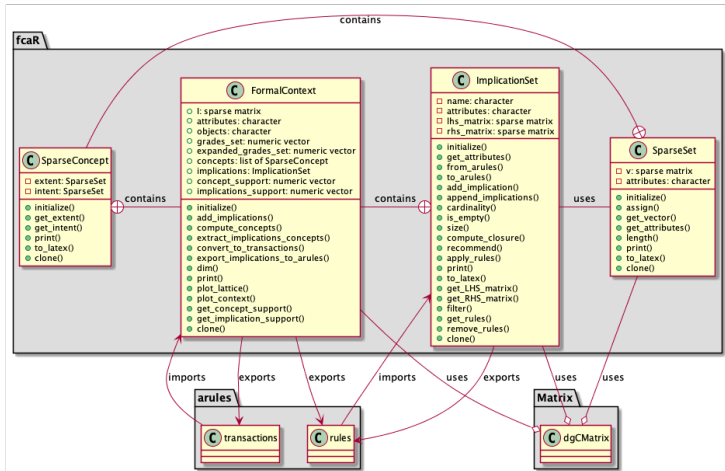 contains
fcaR
C FormalContext
I: sparse matrix
attributes: character
objects: character
grades_set: numeric vector
expanded_grades_set: numeric vector
concepts: list of SparseConcept
implications: ImplicationSet
concept_support: numeric vector
implications_support: numeric vector
initialize()
add_implications()
compute_concepts()
extract_implications_concepts()
convert_to_transactions()
export_implications_to_arules()
dim()
print()
plot_lattice()
plot_context()
get_concept_support()
get_implication_support()
clone()
C ImplicationSet
name: character
attributes: character
lhs_matrix: sparse matrix
rhs_matrix: sparse matrix
initialize()
get_attributes()
from_arules()
to_arules()
add_implication()
append_implications()
cardinality()
is_empty()
size()
compute_closure()
recommend()
apply_rules()
print()
to_latex()
get_LHS_matrix()
get_RHS_matrix()
filter()
get_rules()
remove_rules()
clone()
C SparseConcept
extent: SparseSet
intent: SparseSet
initialize()
get_extent()
get_intent()
print()
to_latex()
clone()
C SparseSet
v: sparse matrix
attributes: character
initialize()
assign()
get_vector()
get_attributes()
length()
print()
to_latex()
clone()
contains
contains
uses
imports
exports
exports
imports
uses
exports
uses
uses
arules
C transactions
C rules
Matrix
C dgCMatrix